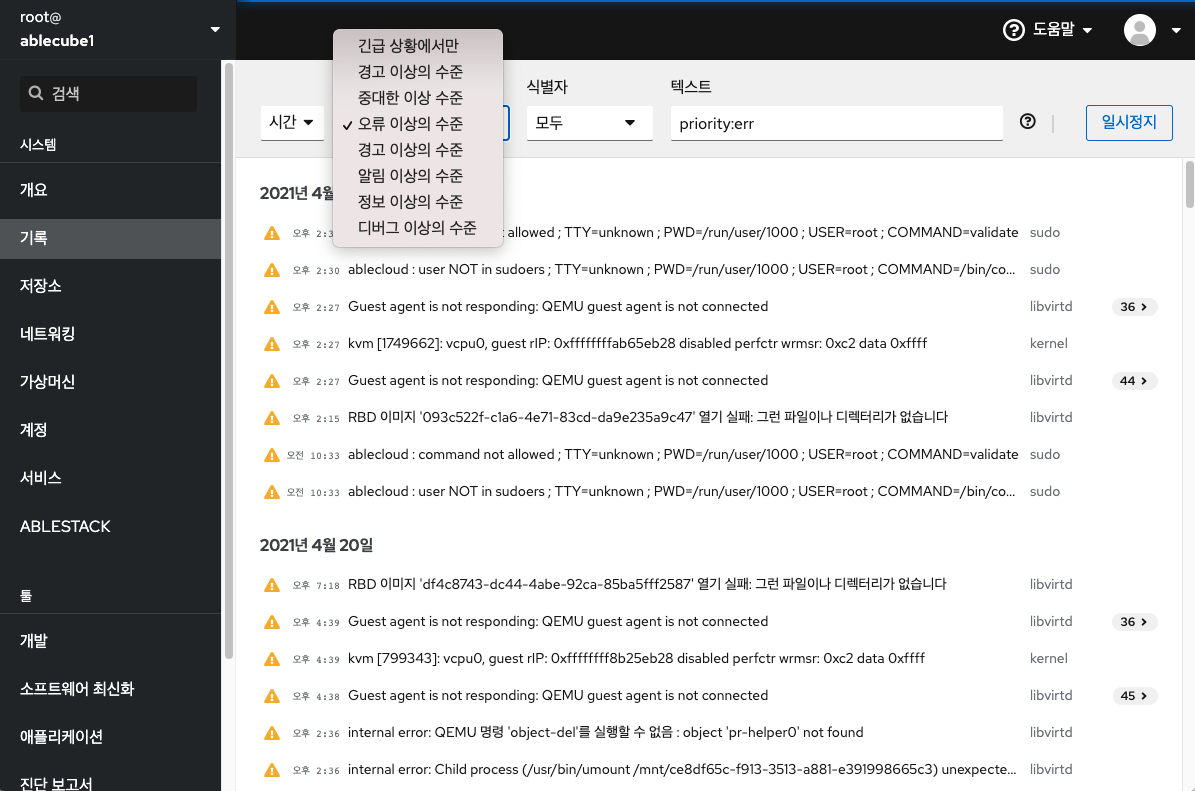 root@
ablecube1
도움말
검색
시스템
개요
기록
저장소
네트워킹
가상머신
계정
서비스
ABLESTACK
툴
개발
소프트웨어 최신화
애플리케이션
진단 보고서
시간
긴급 상황에서만
경고 이상의 수준
중대한 이상 수준
오류 이상의 수준
경고 이상의 수준
알림 이상의 수준
정보 이상의 수준
디버그 이상의 수준
식별자
모두
텍스트
priority:err
일시정지
2021년 4월
오후 2:3 allowed ; TTY=unknown ; PWD=/run/user/1000 ; USER=root ; COMMAND=validate sudo
오후 2:30 ablecloud : user NOT in sudoers ; TTY=unknown ; PWD=/run/user/1000 ; USER=root ; COMMAND=/bin/co... sudo
오후 2:27 Guest agent is not responding: QEMU guest agent is not connected libvirtd 36
오후 2:27 kvm [1749662]: vcpu0, guest rIP: 0xffffffffab65eb28 disabled perfctr wrmsr: 0xc2 data 0xffff kernel
오후 2:27 Guest agent is not responding: QEMU guest agent is not connected libvirtd 44
오후 2:15 RBD 이미지 '093c522f-c1a6-4e71-83cd-da9e235a9c47' 열기 실패: 그런 파일이나 디렉터리가 없습니다 libvirtd
오전 10:33 ablecloud : command not allowed ; TTY=unknown ; PWD=/run/user/1000 ; USER=root ; COMMAND=validate sudo
오전 10:33 ablecloud : user NOT in sudoers ; TTY=unknown ; PWD=/run/user/1000 ; USER=root ; COMMAND=/bin/co... sudo
2021년 4월 20일
오후 7:18 RBD 이미지 'df4c8743-dc44-4abe-92ca-85ba5fff2587' 열기 실패: 그런 파일이나 디렉터리가 없습니다 libvirtd
오후 4:39 Guest agent is not responding: QEMU guest agent is not connected libvirtd 36
오후 4:39 kvm [799343]: vcpu0, guest rIP: 0xffffffff8b25eb28 disabled perfctr wrmsr: 0xc2 data 0xffff kernel
오후 4:38 Guest agent is not responding: QEMU guest agent is not connected libvirtd 45
오후 2:36 internal error: QEMU 명령 'object-del'를 실행할 수 없음 : object 'pr-helper0' not found libvirtd
오후 2:36 internal error: Child process (/usr/bin/umount /mnt/ce8df65c-f913-3513-a881-e391998665c3) unexpecte... libvirtd